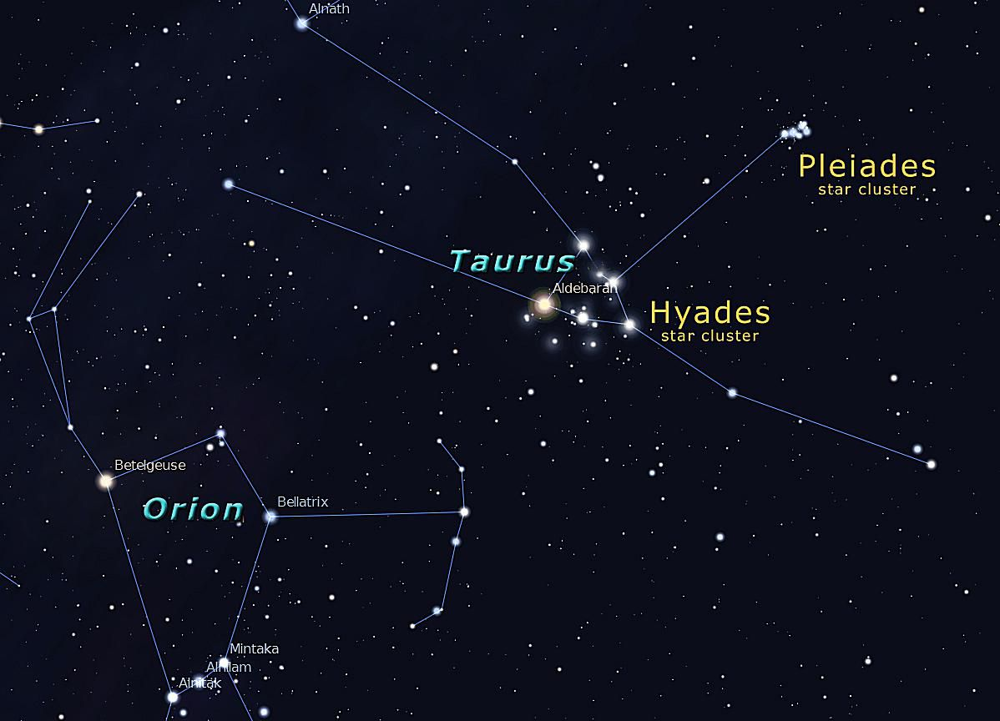 Alnath
Pleiades
star cluster
Taurus
Aldebaran
Hyades
star cluster
Betelgeuse
Orion
Bellatrix
Mintaka
Alnilam
Alnitak